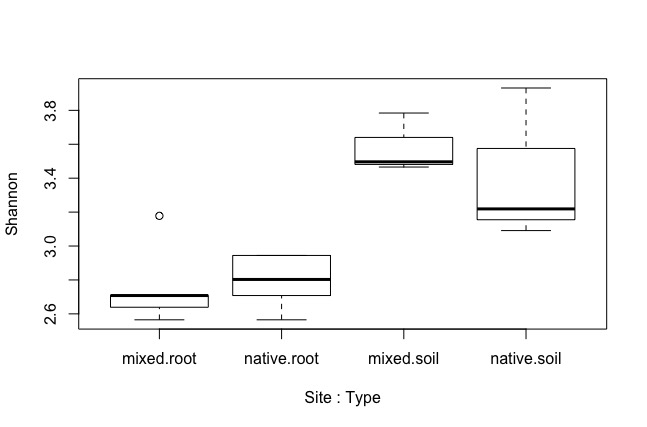 Shannon
3.8
3.4
3.0
2.6
mixed.root native.root mixed.soil native.soil
Site : Type